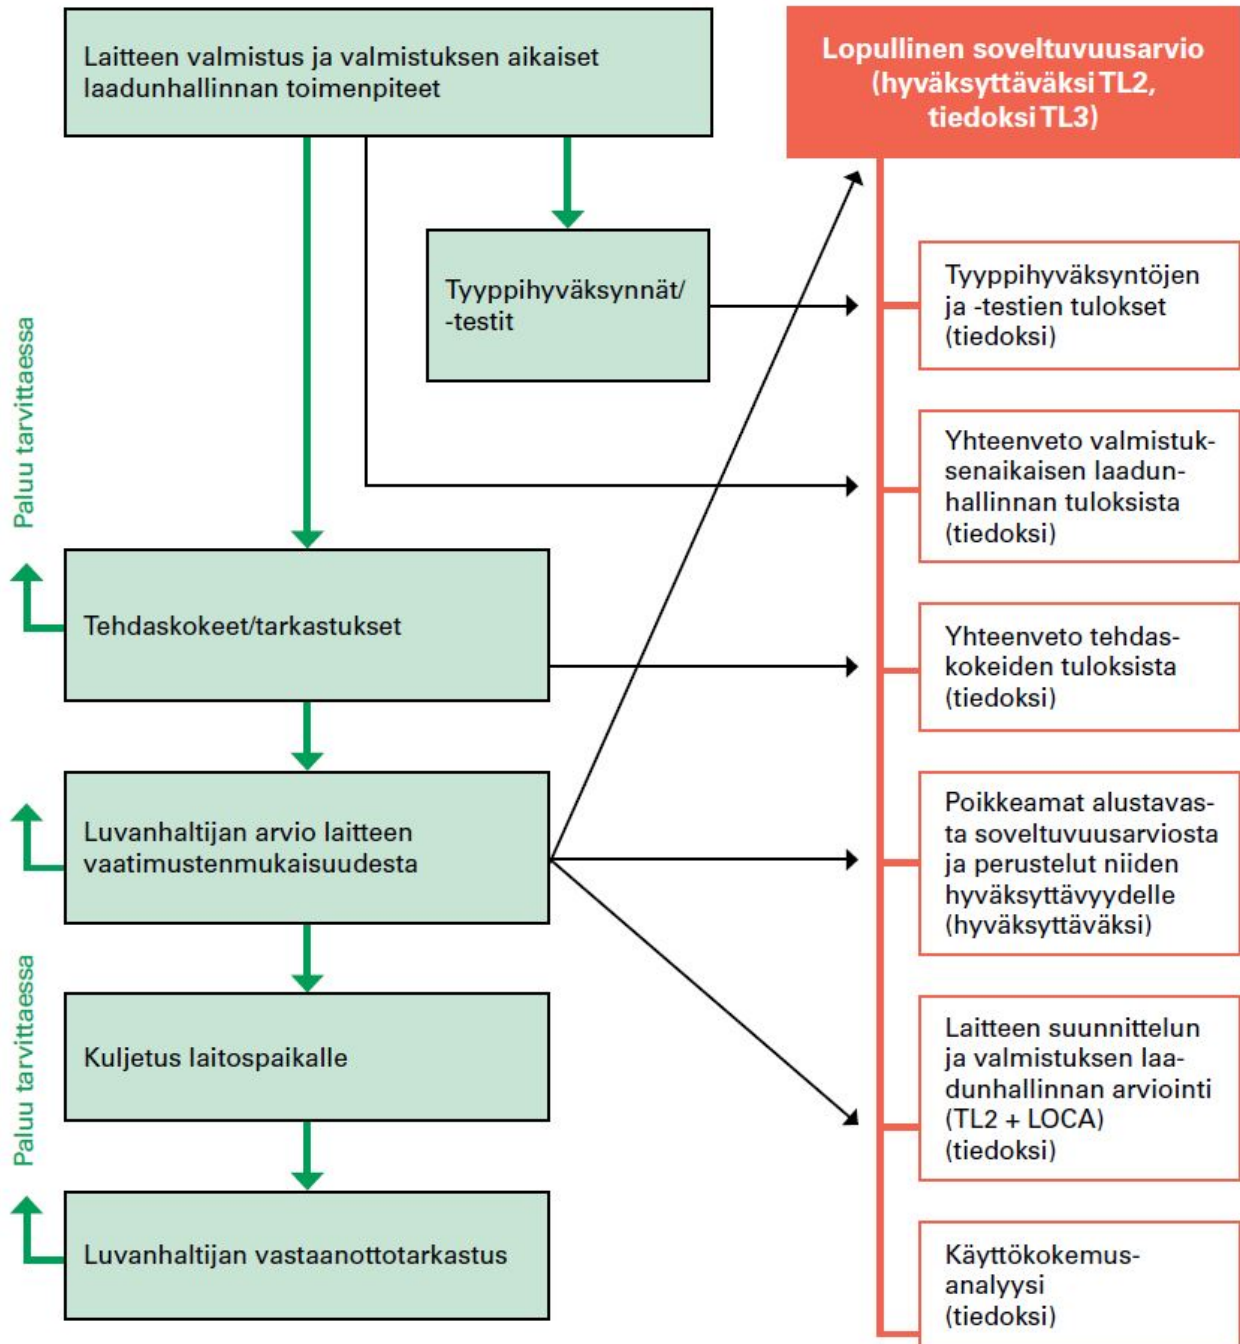 Laitteen valmistus ja valmistuksen aikaiset
laadunhallinnan toimenpiteet
Lopullinen soveltuvuusarvio
(hyväksyttäväksi TL2,
tiedoksi TL3)
Tyyppihyväksynnät/
-testit
Tyyppihyväksyntöjen
ja -testien tulokset
(tiedoksi)
Yhteenveto valmistuk-
senaikaisen laadun-
hallinnan tuloksista
(tiedoksi)
Paluu tarvittaessa
Tehdaskokeet/tarkastukset
Yhteenveto tehdas-
kokeiden tuloksista
(tiedoksi)
Luvanhaltijan arvio laitteen
vaatimustenmukaisuudesta
Poikkeamat alustavas-
ta soveltuvuusarviosta
ja perustelut niiden
hyväksyttävyydelle
(hyväksyttäväksi)
Paluu tarvittaessa
Kuljetus laitospaikalle
Laitteen suunnittelun
ja valmistuksen laa-
dunhallinnan arviointi
(TL2 + LOCA)
(tiedoksi)
Luvanhaltijan vastaanottotarkastus
Käyttökokemus-
analyysi
(tiedoksi)